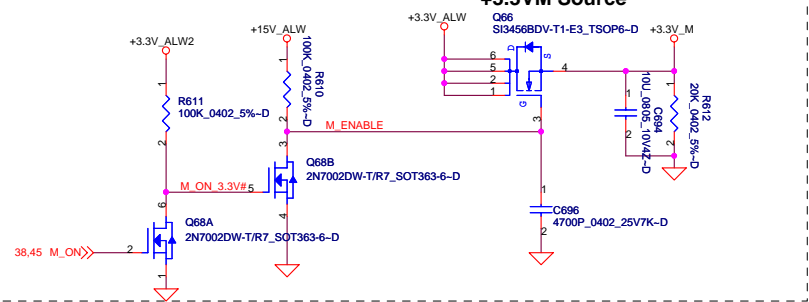 +3.3VM Source
+3.3V_ALW2
1
R611
100K_0402_5%~D
2
+15V_ALW
1
R610
100K_0402_5%~D
2
M_ENABLE
+3.3V_ALW
Q66
SI3456BDV-T1-E3_TSOP6~D
D
S
G
6
5
2
1
4
3
+3.3V_M
1
C694
10U_0805_10V4Z~D
2
1
R612
20K_0402_5%~D
2
3
Q68B
2N7002DW-T/R7_SOT363-6~D
M_ON_3.3V#
5
4
6
Q68A
2N7002DW-T/R7_SOT363-6~D
38,45 M_ON
2
1
1
C696
4700P_0402_25V7K~D
2